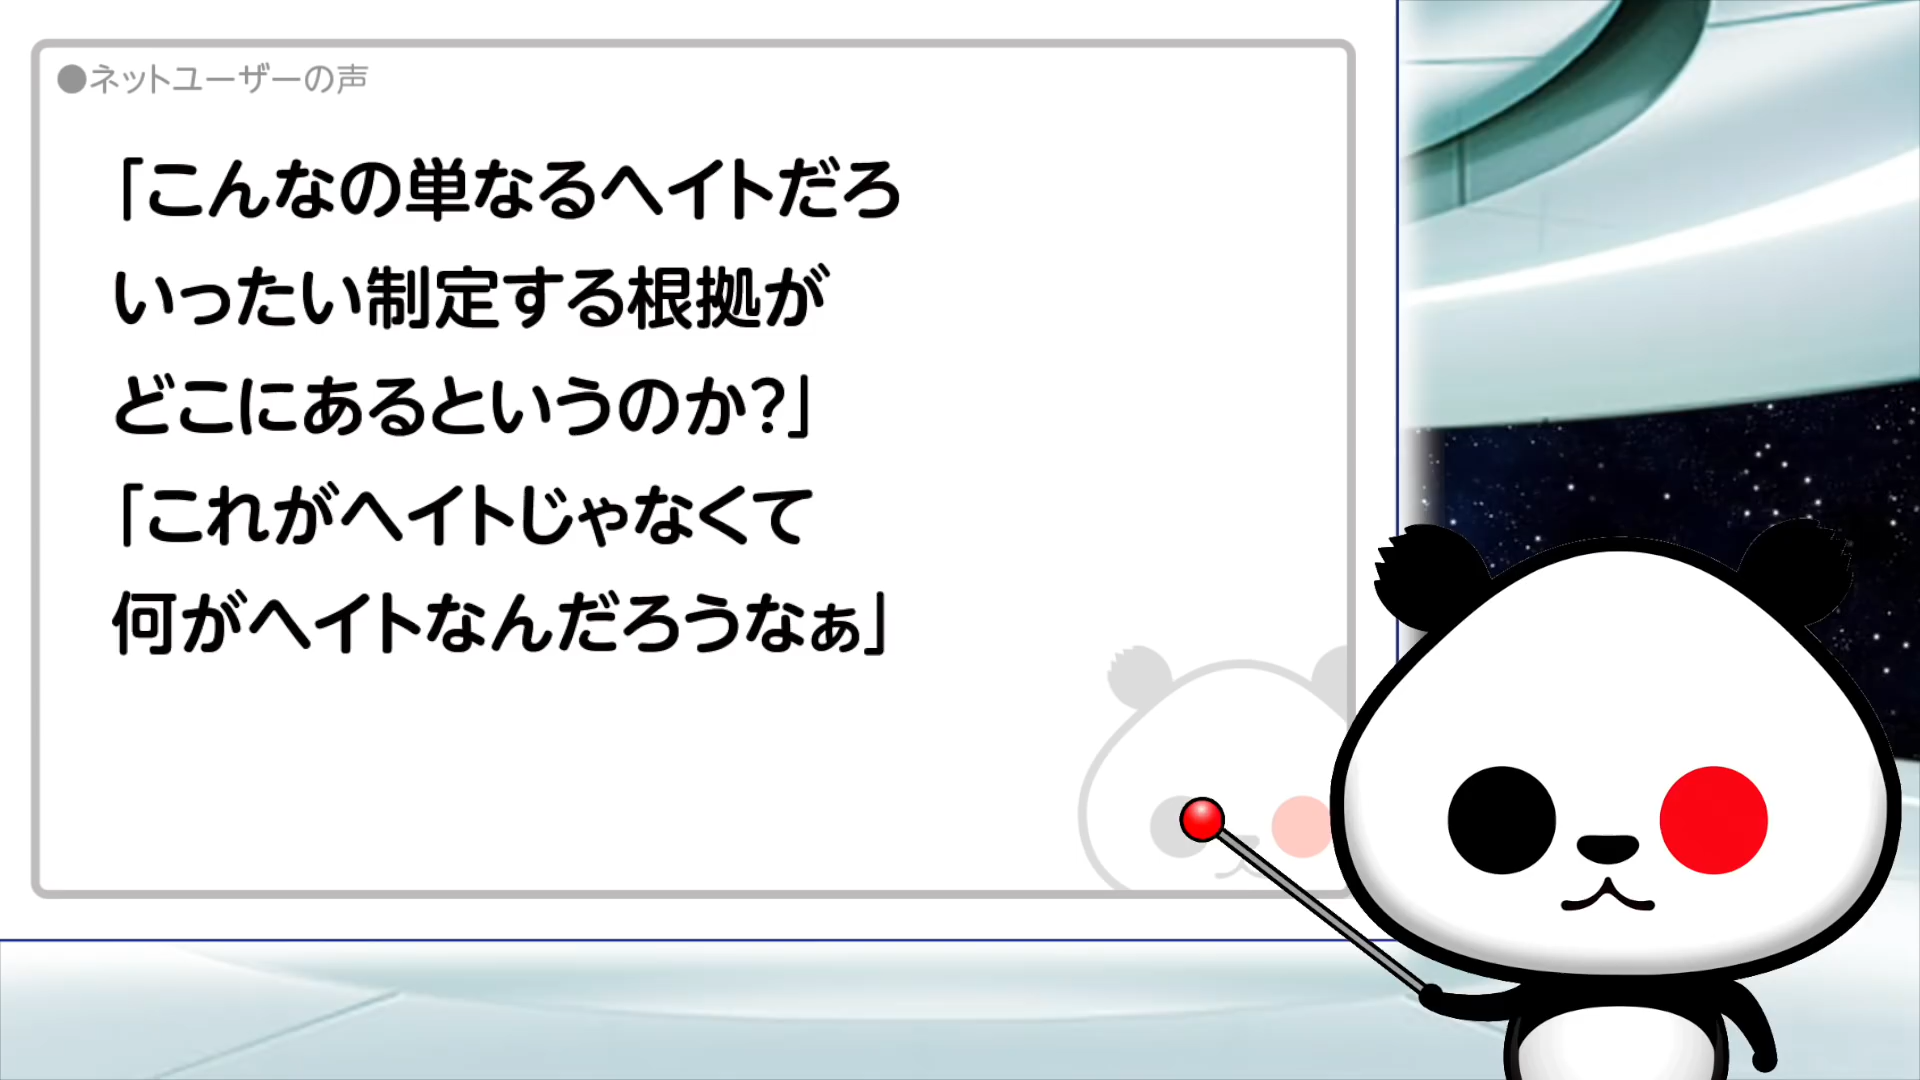 ●ネットユーザーの声
「こんなの単なるヘイトだろ
いったい制定する根拠が
どこにあるというのか?」
「これがヘイトじゃなくて
何がヘイトなんだろうなぁ」